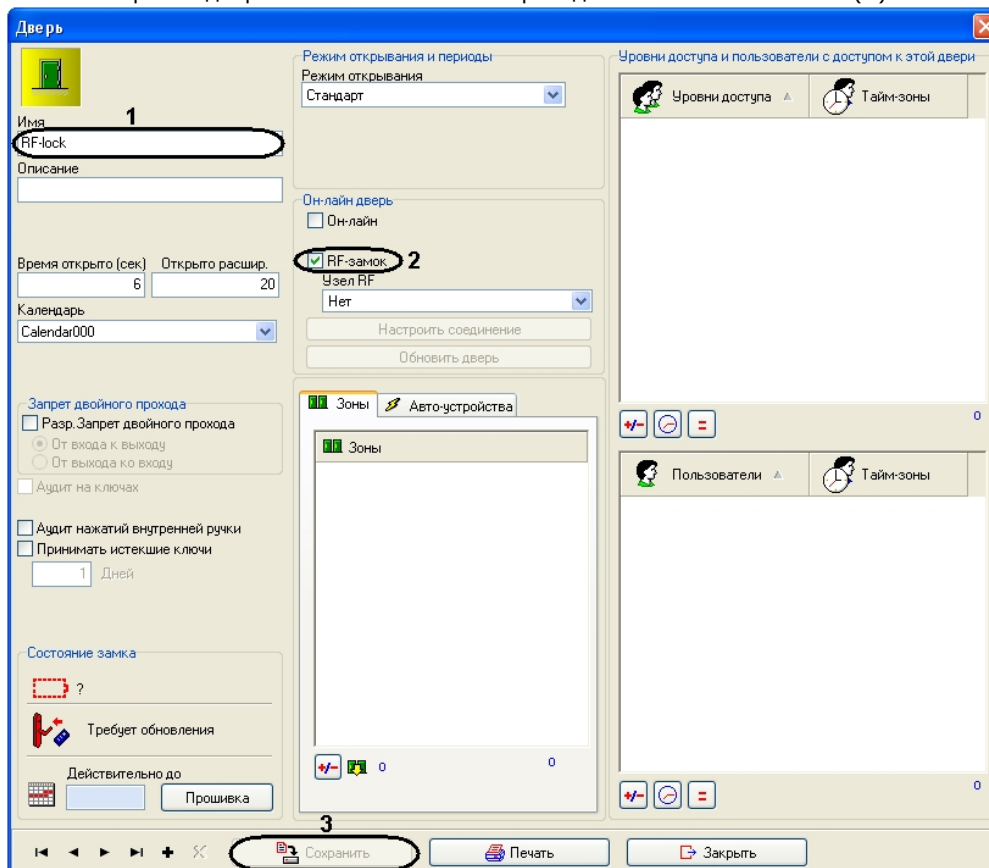 Дверь
1
Имя
RF-lock
Описание
Время открыто (сек)
Открыто расшир.
6
20
Календарь
Calendar000
Запрет двойного прохода
Разр.Запрет двойного прохода
От входа к выходу
От выхода ко входу
Аудит на ключах
Аудит нажатий внутренней ручки
Принимать истекшие ключи
1
Дней
Состояние замка
?
Требует обновления
Действительно до
Прошивка
Режим открывания и периоды
Режим открывания
Стандарт
Он-лайн дверь
Он-лайн
RF-замок
2
Узел RF
Нет
Настроить соединение
Обновить дверь
Зоны
Авто-устройства
Зоны
+/-
0
0
Уровни доступа и пользователи с доступом к этой двери
Уровни доступа
Тайм-зоны
+/-
=
0
Пользователи
Тайм-зоны
+/-
=
0
3
Сохранить
Печать
Закрыть